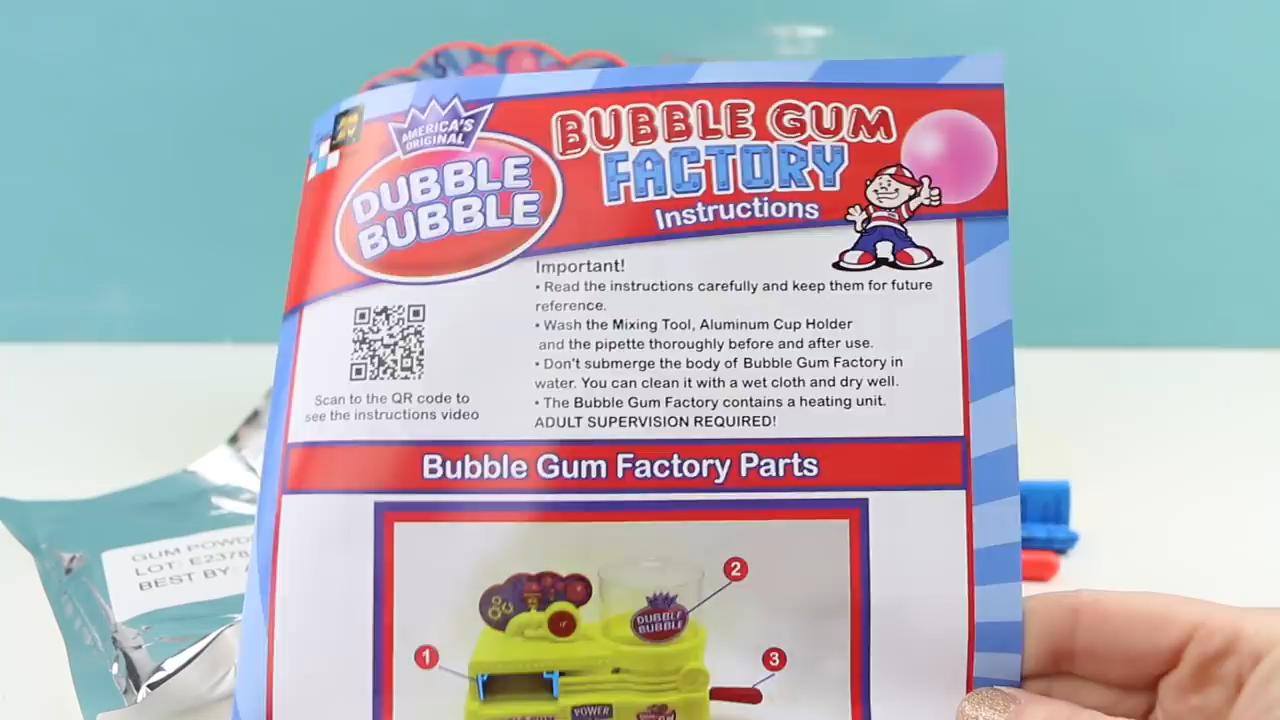 AMERICA'S
ORIGINAL
DUBBLE
BUBBLE
BUBBLE GUM
FACTORY
Instructions
Important!
• Read the instructions carefully and keep them for future
reference.
• Wash the Mixing Tool, Aluminum Cup Holder
and the pipette thoroughly before and after use.
• Don't submerge the body of Bubble Gum Factory in
water. You can clean it with a wet cloth and dry well.
• The Bubble Gum Factory contains a heating unit.
ADULT SUPERVISION REQUIRED!
Scan to the QR code to
see the instructions video
Bubble Gum Factory Parts
GUM POWD
LOT: E2378
BEST BY:
2
DUBBLE
BUBBLE
1
3
POWER